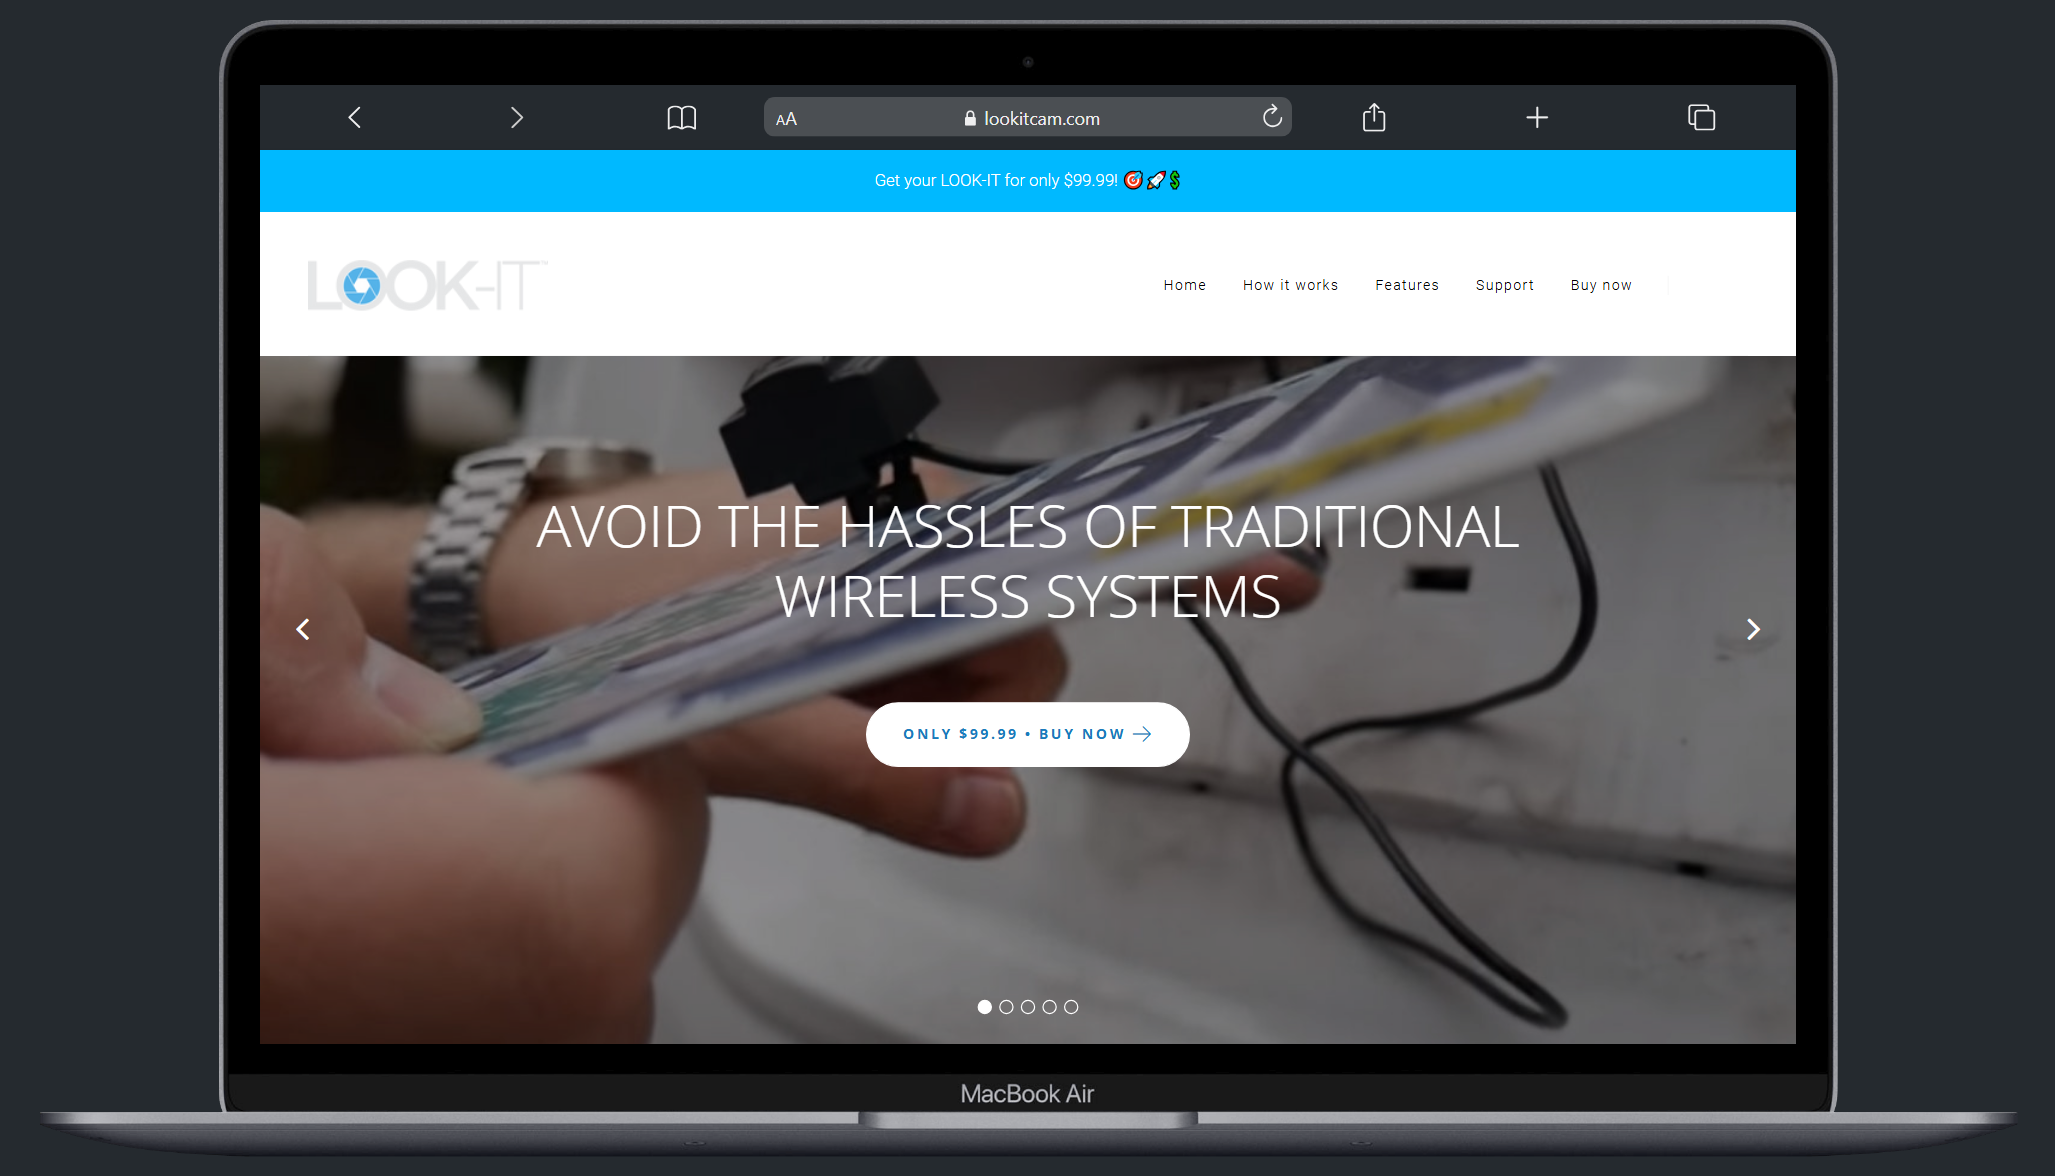 AA lookitcam.com
Get your LOOK-IT for only $99.99! 🎯🚀💲
LOOK-IT™
Home How it works Features Support Buy now
AVOID THE HASSLES OF TRADITIONAL
WIRELESS SYSTEMS
ONLY $99.99 • BUY NOW →
MacBook Air